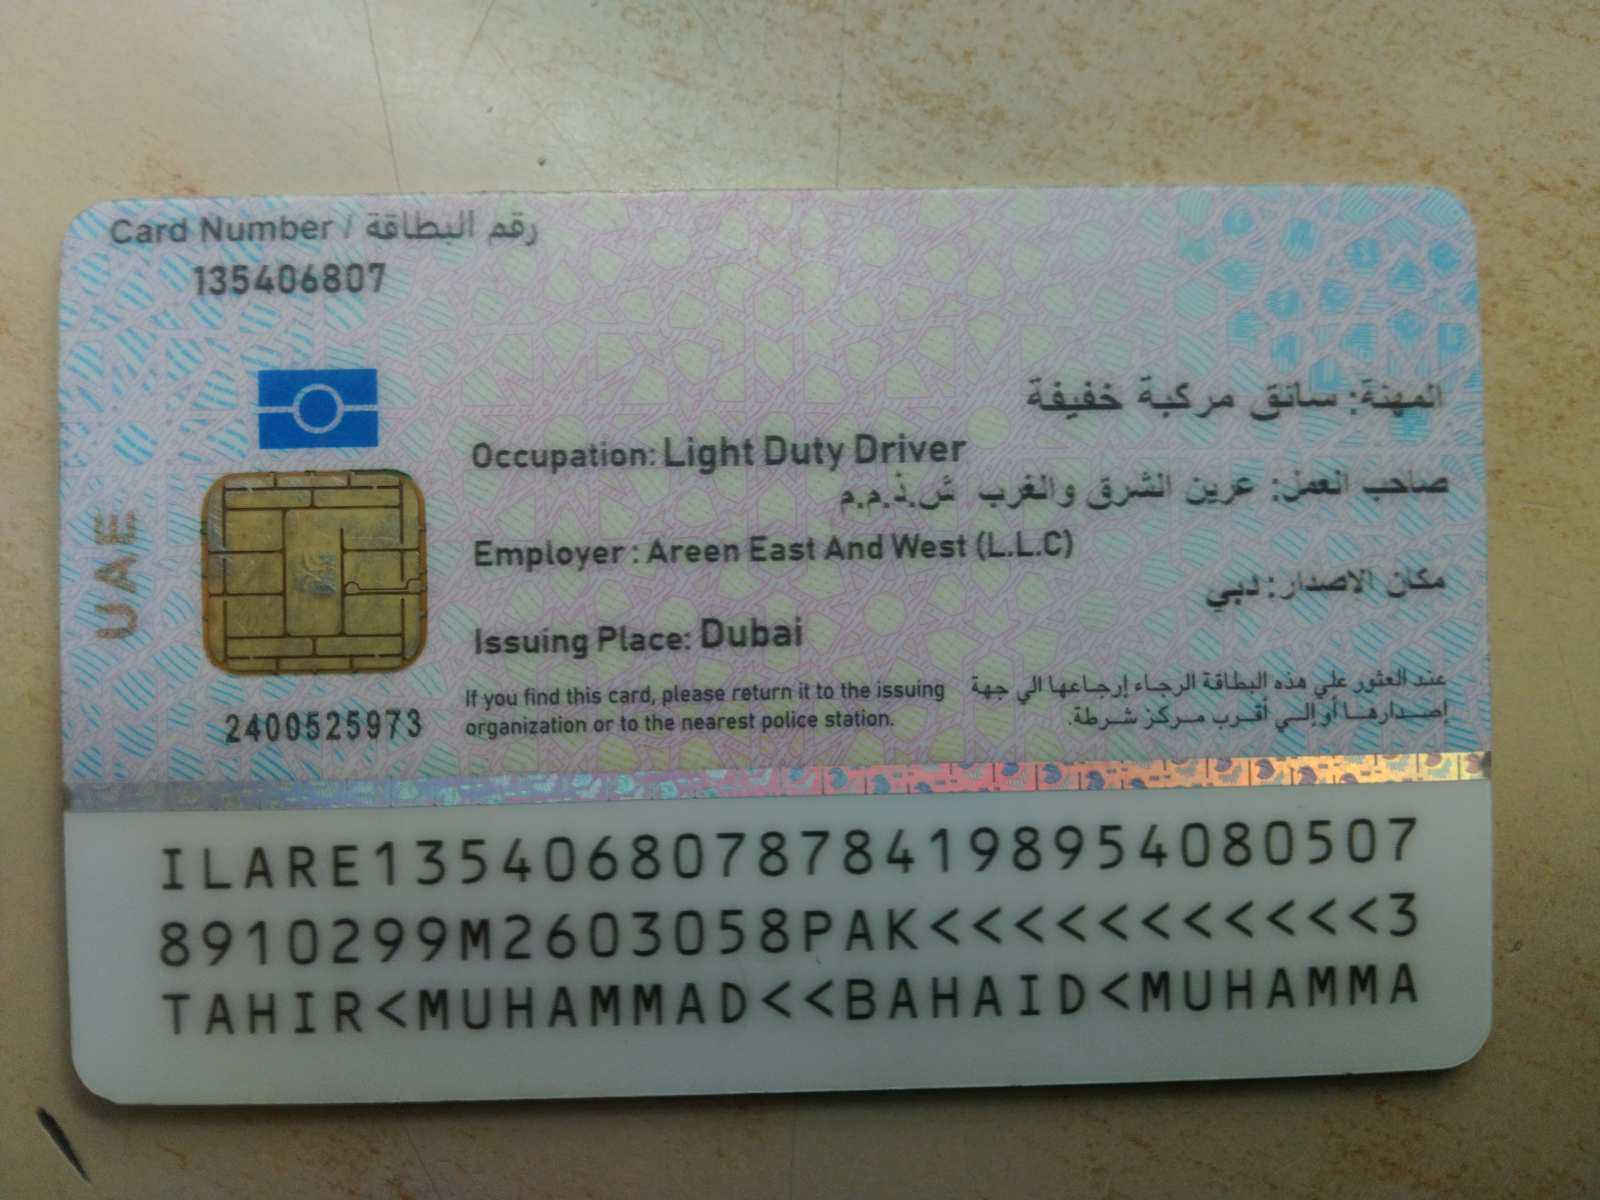 Card Number / رقم البطاقة
135406807
المهنة: سائق مركبة خفيفة
Occupation: Light Duty Driver
صاحب العمل: عرين الشرق والغرب ش.ذ.م.م
Employer : Areen East And West (L.L.C)
مكان الاصدار: دبي
Issuing Place: Dubai
UAE
عند العثور علي هذه البطاقة الرجاء إرجاعها الي جهة
إصدارها أو إلي أقرب مركز شرطة.
If you find this card, please return it to the issuing
organization or to the nearest police station.
2400525973
ILARE1354068078784198954080507
8910299M2603058PAK<<<<<<<<<<<3
TAHIR<MUHAMMAD<<BAHAID<MUHAMMA